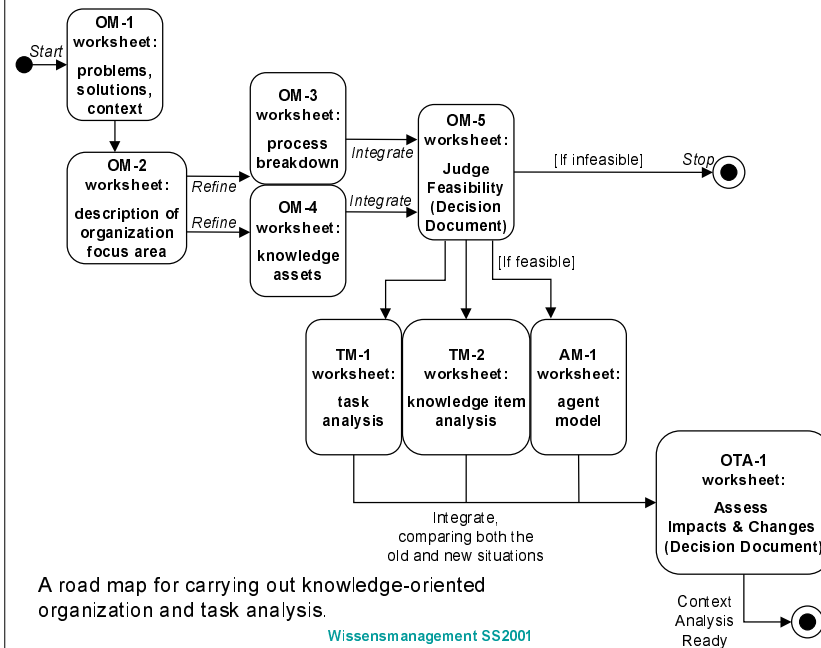 Start
OM-1
worksheet:
problems,
solutions,
context
OM-2
worksheet:
description of
organization
focus area
Refine
Refine
OM-3
worksheet:
process
breakdown
OM-4
worksheet:
knowledge
assets
Integrate
Integrate
OM-5
worksheet:
Judge
Feasibility
(Decision
Document)
[If infeasible]
Stop
[If feasible]
TM-1
worksheet:
task
analysis
TM-2
worksheet:
knowledge item
analysis
AM-1
worksheet:
agent
model
Integrate,
comparing both the
old and new situations
OTA-1
worksheet:
Assess
Impacts & Changes
(Decision Document)
Context
Analysis
Ready
A road map for carrying out knowledge-oriented
organization and task analysis.
Wissensmanagement SS2001